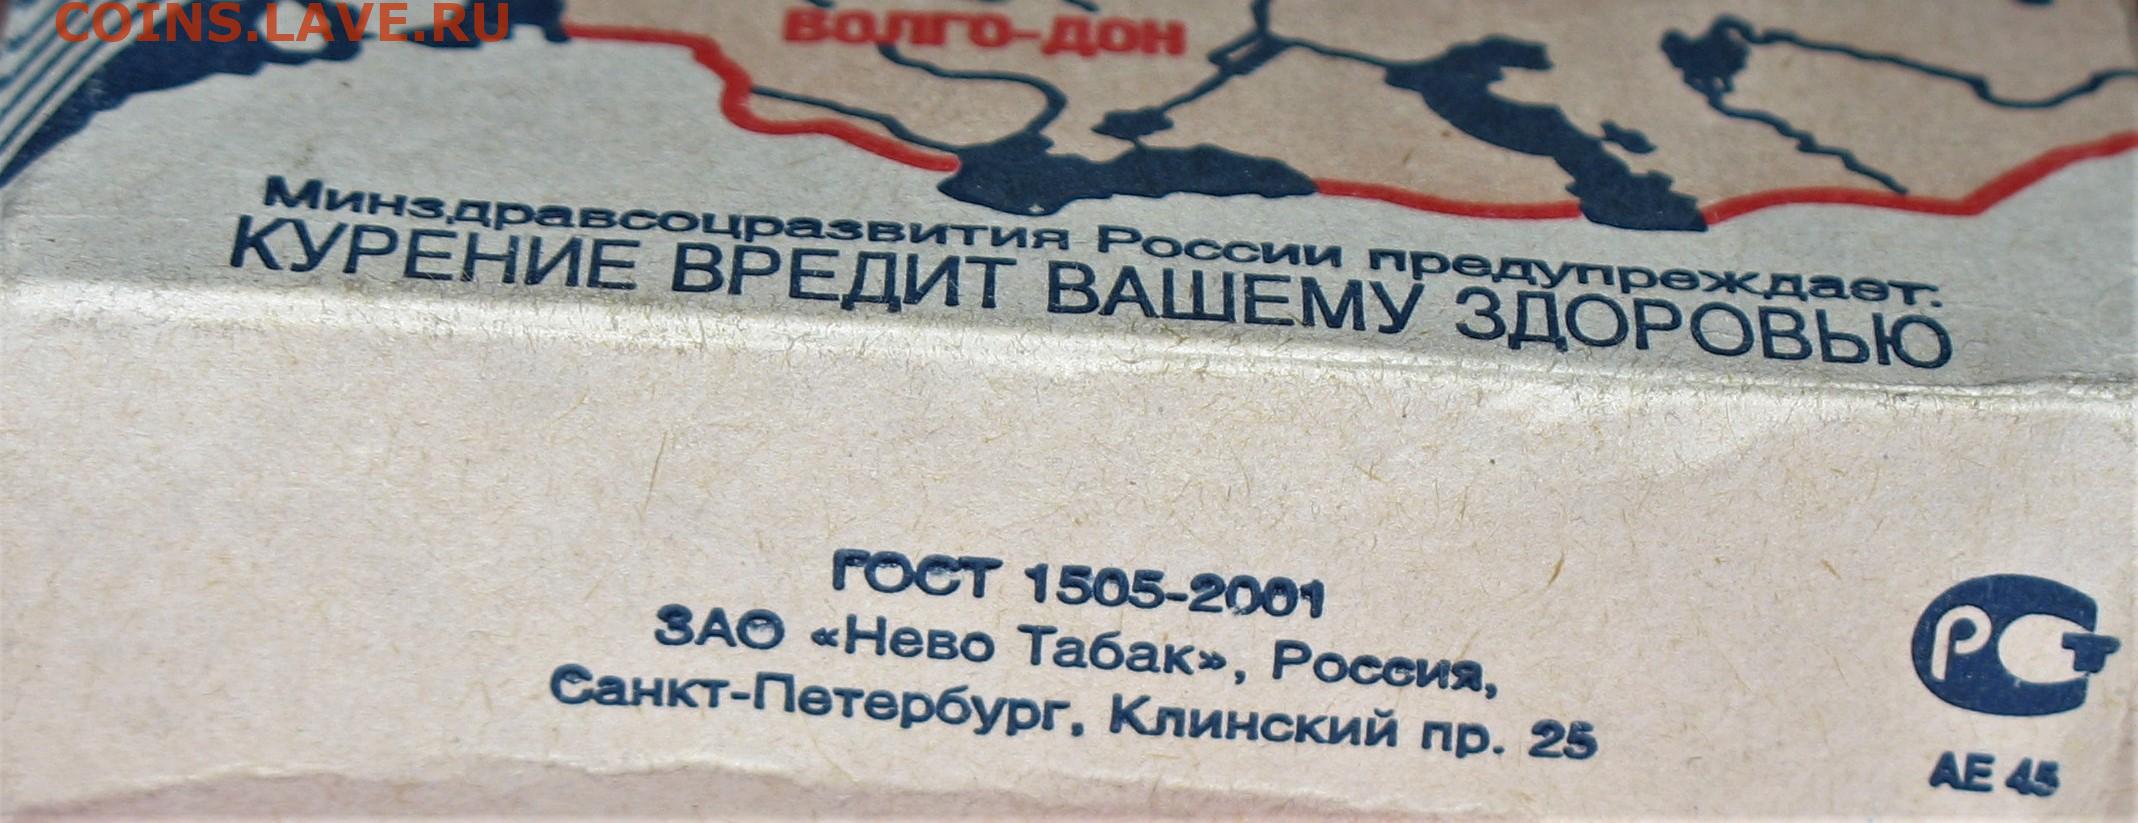 COINS.LAVE.RU
ВОЛГО-ДОН
Минздравсоцразвития России предупреждает:
КУРЕНИЕ ВРЕДИТ ВАШЕМУ ЗДОРОВЬЮ
ГОСТ 1505-2001
ЗАО «Нево Табак», Россия,
Санкт-Петербург, Клинский пр. 25
РСТ
АЕ 45